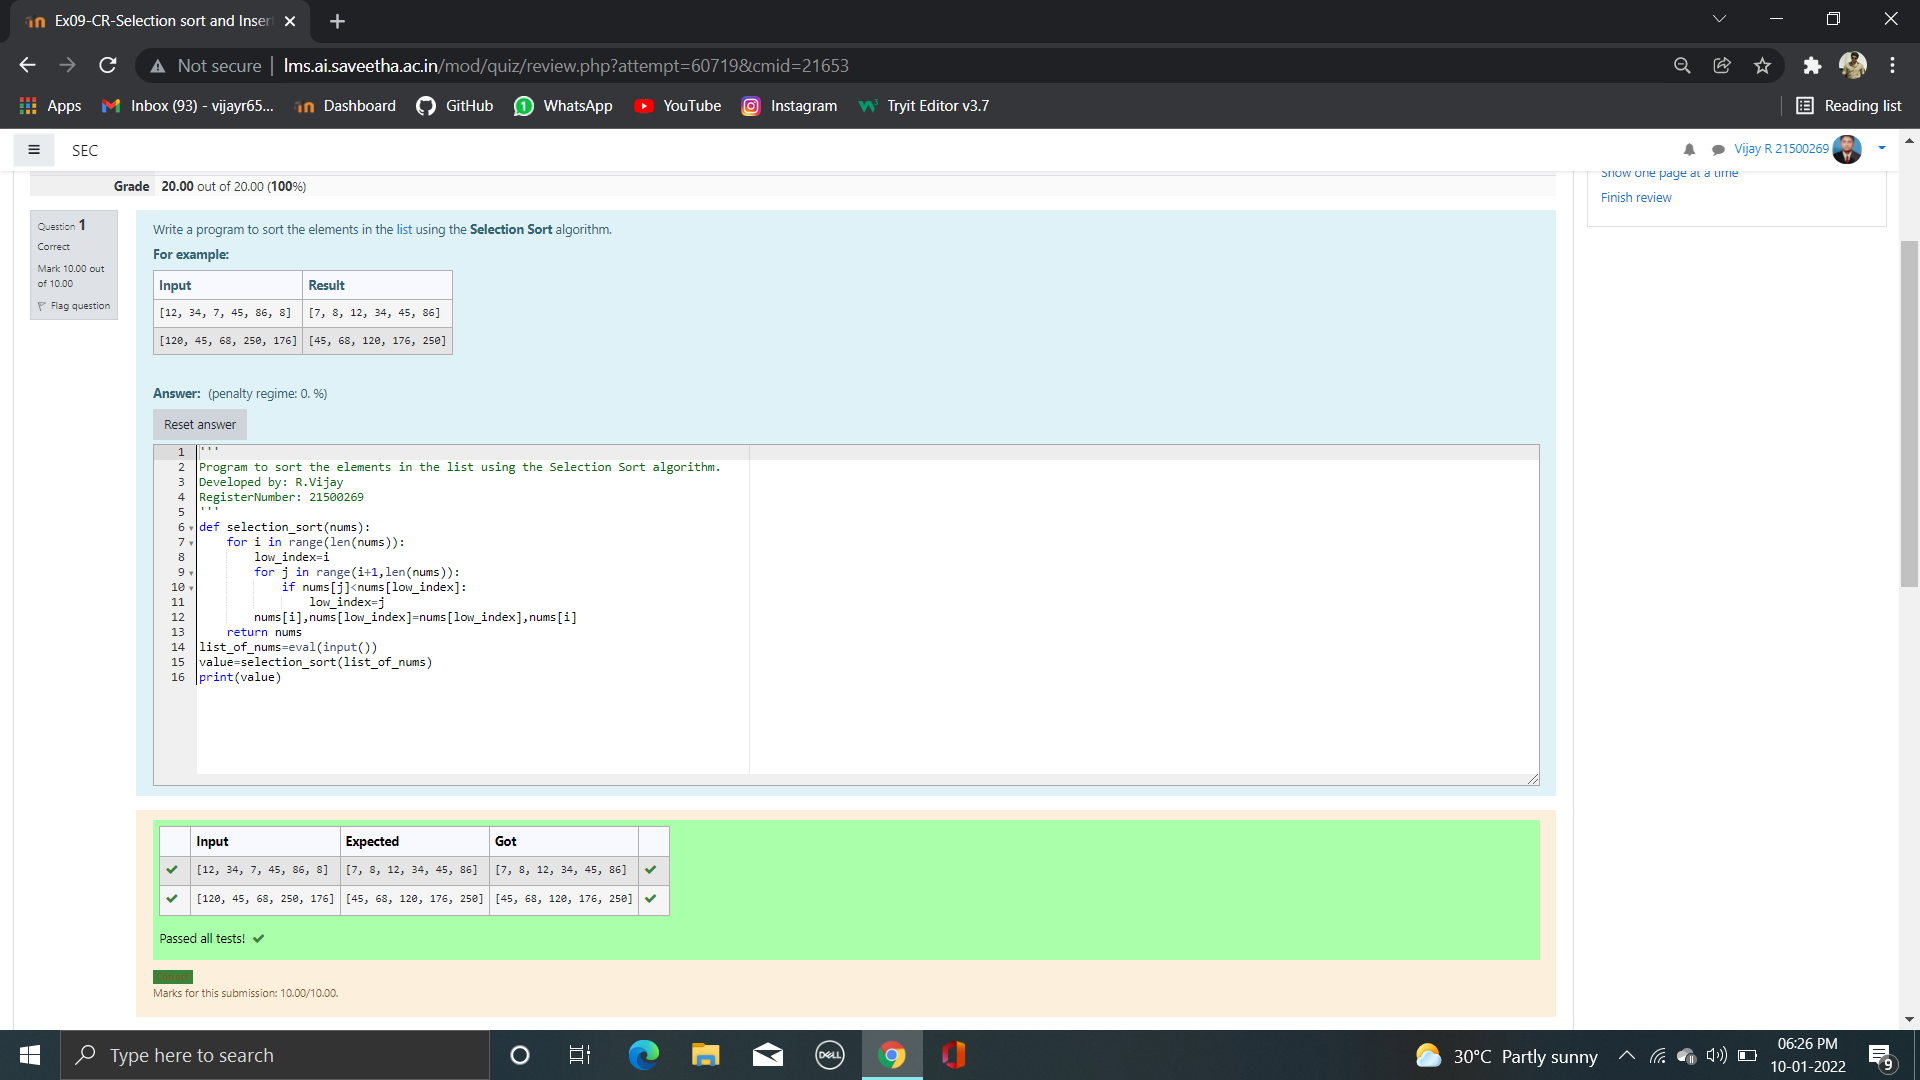 Ex09-CR-Selection sort and Inser
Not secure | lms.ai.saveetha.ac.in/mod/quiz/review.php?attempt=60719&cmid=21653
Apps Inbox (93) - vijayr65... Dashboard GitHub WhatsApp YouTube Instagram Tryit Editor v3.7 Reading list
SEC Vijay R 21500269
Show one page at a time
Grade 20.00 out of 20.00 (100%)
Finish review
Question 1
Correct
Mark 10.00 out
of 10.00
Flag question
Write a program to sort the elements in the list using the Selection Sort algorithm.
For example:
Input Result
[12, 34, 7, 45, 86, 8] [7, 8, 12, 34, 45, 86]
[120, 45, 68, 250, 176] [45, 68, 120, 176, 250]
Answer: (penalty regime: 0. %)
Reset answer
1 '''
2 Program to sort the elements in the list using the Selection Sort algorithm.
3 Developed by: R.Vijay
4 RegisterNumber: 21500269
5 '''
6 def selection_sort(nums):
7     for i in range(len(nums)):
8         low_index=i
9         for j in range(i+1,len(nums)):
10             if nums[j]<nums[low_index]:
11                 low_index=j
12         nums[i],nums[low_index]=nums[low_index],nums[i]
13     return nums
14 list_of_nums=eval(input())
15 value=selection_sort(list_of_nums)
16 print(value)
Input Expected Got
[12, 34, 7, 45, 86, 8] [7, 8, 12, 34, 45, 86] [7, 8, 12, 34, 45, 86]
[120, 45, 68, 250, 176] [45, 68, 120, 176, 250] [45, 68, 120, 176, 250]
Passed all tests!
Marks for this submission: 10.00/10.00.
Type here to search
DELL
30°C Partly sunny
06:26 PM
10-01-2022
9